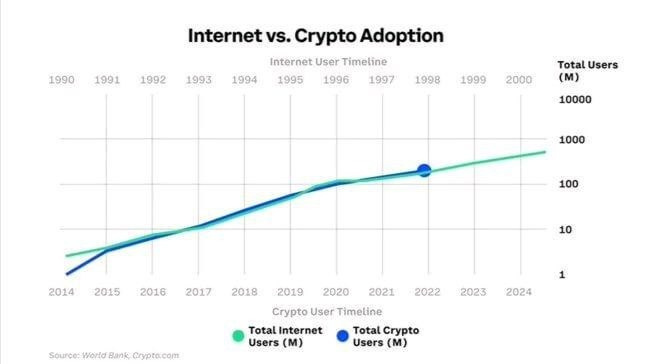 Internet vs. Crypto Adoption
Internet User Timeline
1990 1991 1992 1993 1994 1995 1996 1997 1998 1999 2000
Total Users
(M)
10000
1000
100
10
1
2014 2015 2016 2017 2018 2019 2020 2021 2022 2023 2024
Crypto User Timeline
Total Internet
Users (M)
Total Crypto
Users (M)
Source: World Bank, Crypto.com